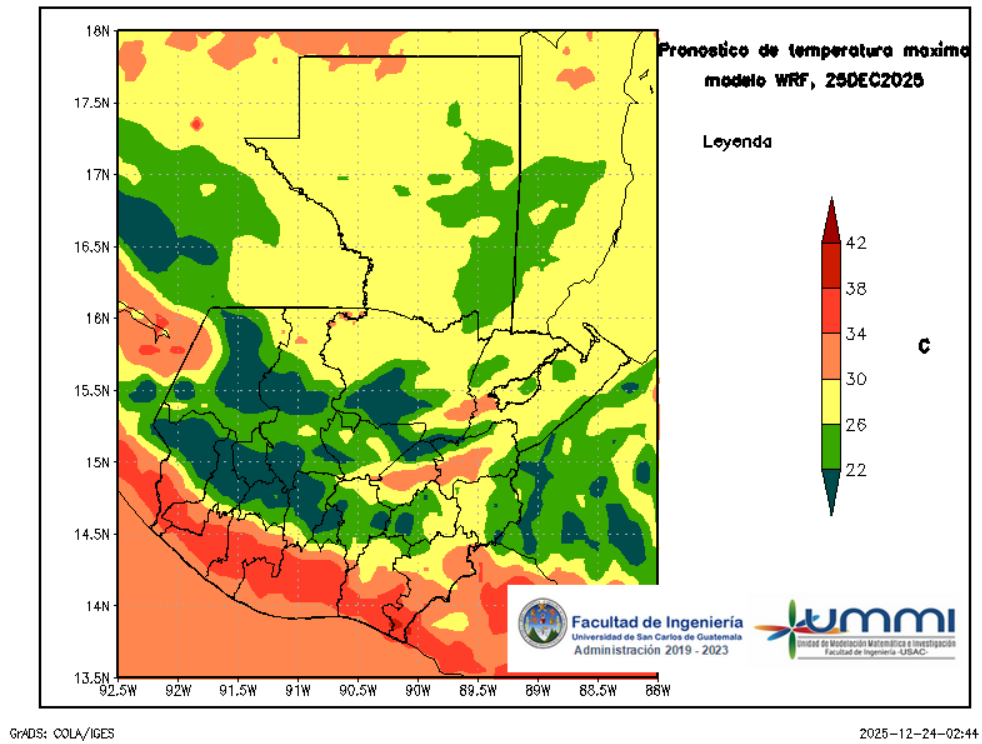 Pronostico de temperatura maxima
modelo WRF, 25DEC2025
Leyenda
18N
17.5N
17N
16.5N
16N
15.5N
15N
14.5N
14N
13.5N
92.5W
92W
91.5W
91W
90.5W
90W
89.5W
89W
88.5W
88W
42
38
34
30
26
22
C
Facultad de Ingeniería
Universidad de San Carlos de Guatemala
Administración 2019 - 2023
ummi
Unidad de Modelación Matemática e Investigación
Facultad de Ingeniería -USAC-
GrADS: COLA/IGES
2025-12-24-02:44